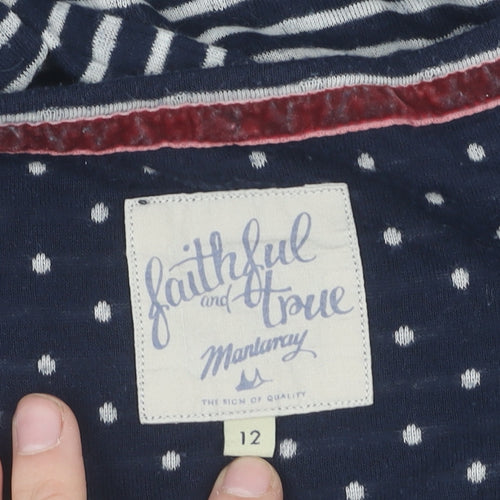 faithful
and true
Mantaray
THE SIGN OF QUALITY
12